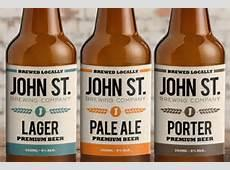 BREWED LOCALLY
JOHN ST.
BREWING COMPANY
J
LAGER
PREMIUM BEER
BREWED LOCALLY
JOHN ST.
BREWING COMPANY
J
PALE ALE
PREMIUM BEER
BREWED LOCALLY
JOHN ST.
BREWING COMPANY
J
PORTER
PREMIUM BEER